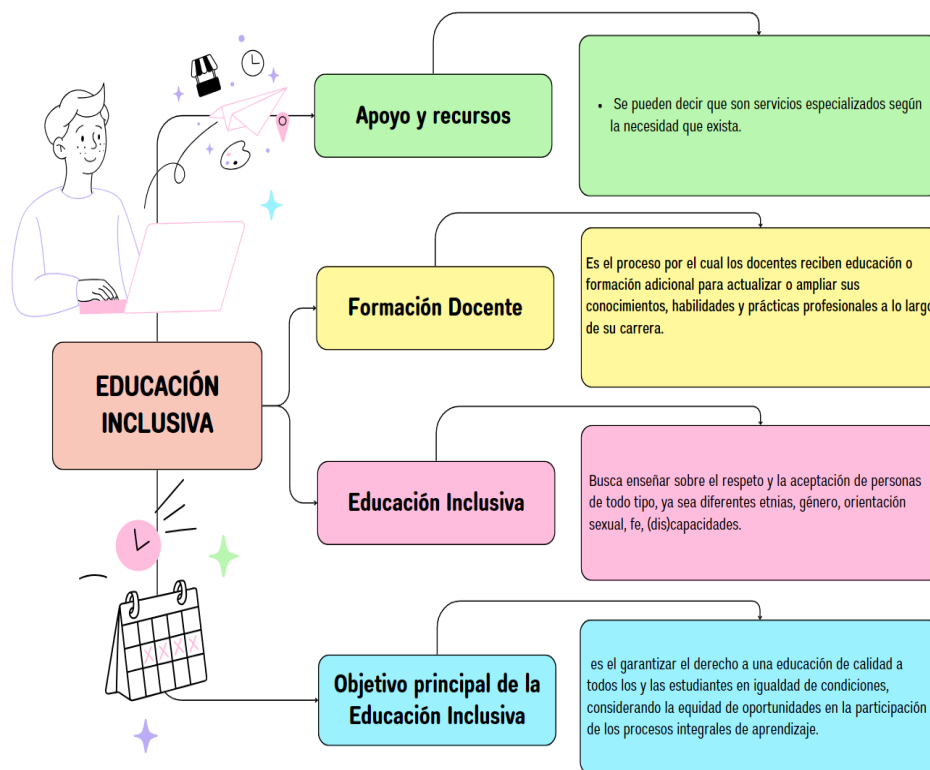 Apoyo y recursos
• Se pueden decir que son servicios especializados según
la necesidad que exista.
Formación Docente
Es el proceso por el cual los docentes reciben educación o
formación adicional para actualizar o ampliar sus
conocimientos, habilidades y prácticas profesionales a lo largo
de su carrera.
EDUCACIÓN
INCLUSIVA
Educación Inclusiva
Busca enseñar sobre el respeto y la aceptación de personas
de todo tipo, ya sea diferentes etnias, género, orientación
sexual, fe, (dis)capacidades.
Objetivo principal de la
Educación Inclusiva
es el garantizar el derecho a una educación de calidad a
todos los y las estudiantes en igualdad de condiciones,
considerando la equidad de oportunidades en la participación
de los procesos integrales de aprendizaje.